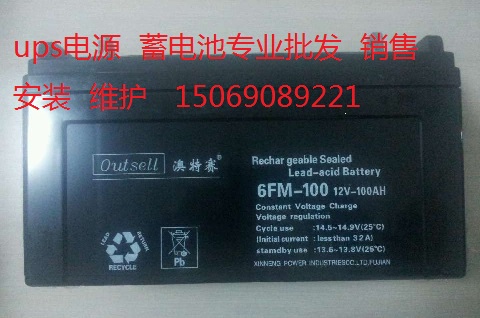 ups电源 蓄电池专业批发 销售
安装 维护 15069089221
Outsell 澳特赛®
Rechar geable Sealed
Lead-acid Battery
6FM-100 12V-100AH
Constant Voltage Charge
Voltage regulation
Cycle use : 14.5-14.9V(25℃)
(Initial current : less than 32A)
standby use : 13.6-13.8V(25℃)
XINNENG POWER INDUSTRIESCO,LTD,FUJIAN
LEAD RETURN
RECYCLE
Pb